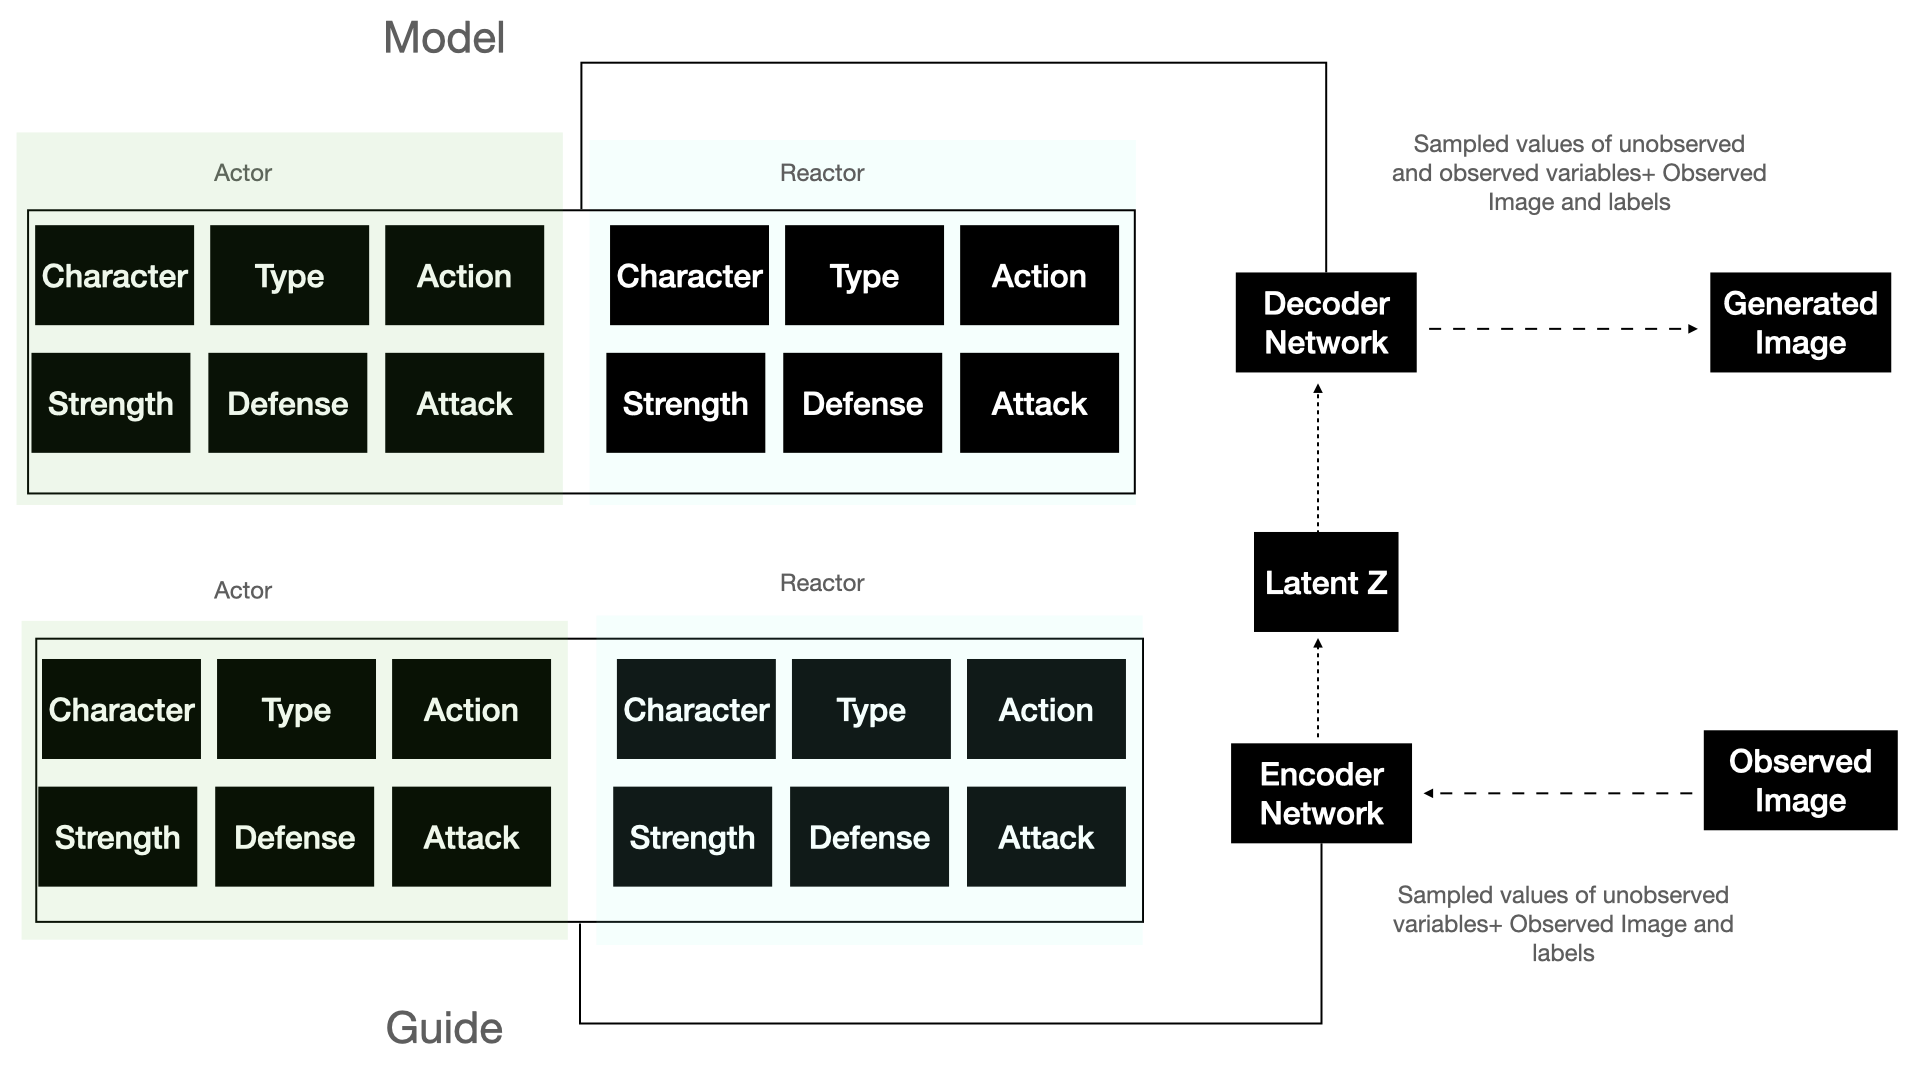 Model
Actor
Reactor
Character Type Action
Character Type Action
Strength Defense Attack
Strength Defense Attack
Sampled values of unobserved
and observed variables+ Observed
Image and labels
Decoder
Network
Generated
Image
Latent Z
Actor
Reactor
Character Type Action
Character Type Action
Strength Defense Attack
Strength Defense Attack
Encoder
Network
Observed
Image
Sampled values of unobserved
variables+ Observed Image and
labels
Guide